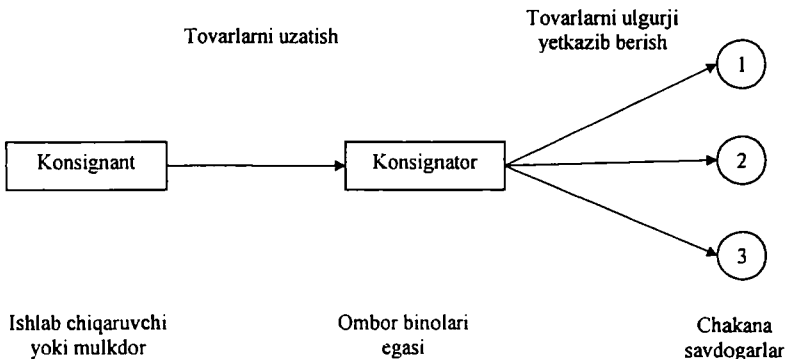 Tovarlarni uzatish
Tovarlarni ulgurji
yetkazib berish
1
Konsignant
Konsignator
2
3
Ishlab chiqaruvchi
yoki mulkdor
Ombor binolari
egasi
Chakana
savdogarlar